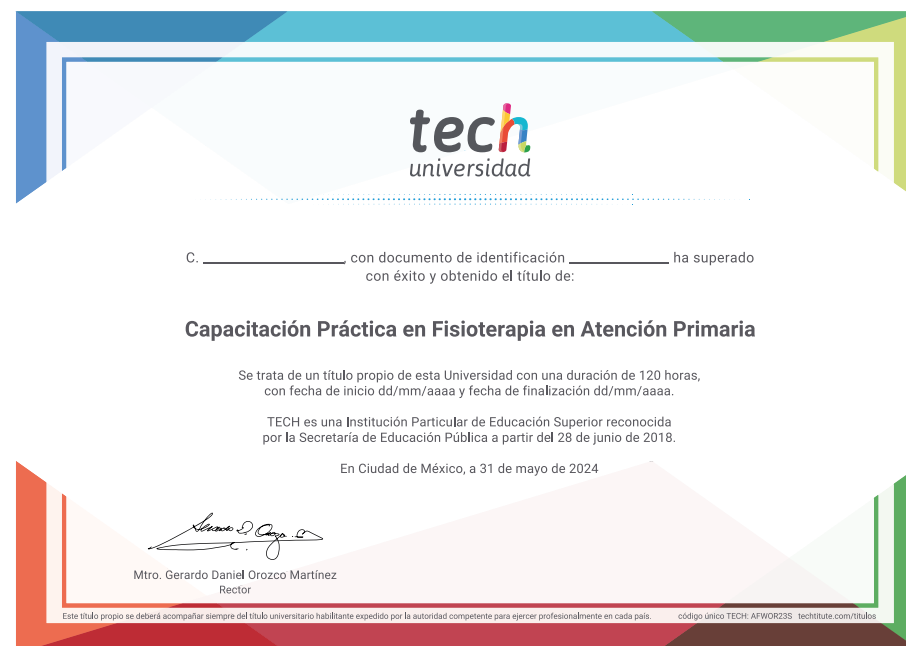 tech
universidad
C. ____________, con documento de identificación ____________ ha superado
con éxito y obtenido el título de:
Capacitación Práctica en Fisioterapia en Atención Primaria
Se trata de un título propio de esta Universidad con una duración de 120 horas,
con fecha de inicio dd/mm/aaaa y fecha de finalización dd/mm/aaaa.
TECH es una Institución Particular de Educación Superior reconocida
por la Secretaría de Educación Pública a partir del 28 de junio de 2018.
En Ciudad de México, a 31 de mayo de 2024
Mtro. Gerardo Daniel Orozco Martínez
Rector
Este título propio se deberá acompañar siempre del título universitario habilitante expedido por la autoridad competente para ejercer profesionalmente en cada país. código único TECH: AFWOR23S techtitute.com/titulos